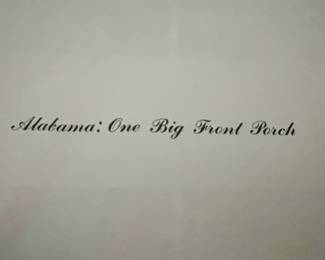 Alabama: One Big Front Porch